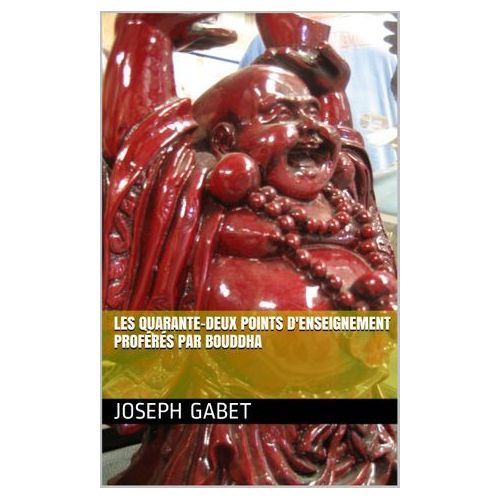 LES QUARANTE-DEUX POINTS D'ENSEIGNEMENT
PROFÉRÉS PAR BOUDDHA
JOSEPH GABET